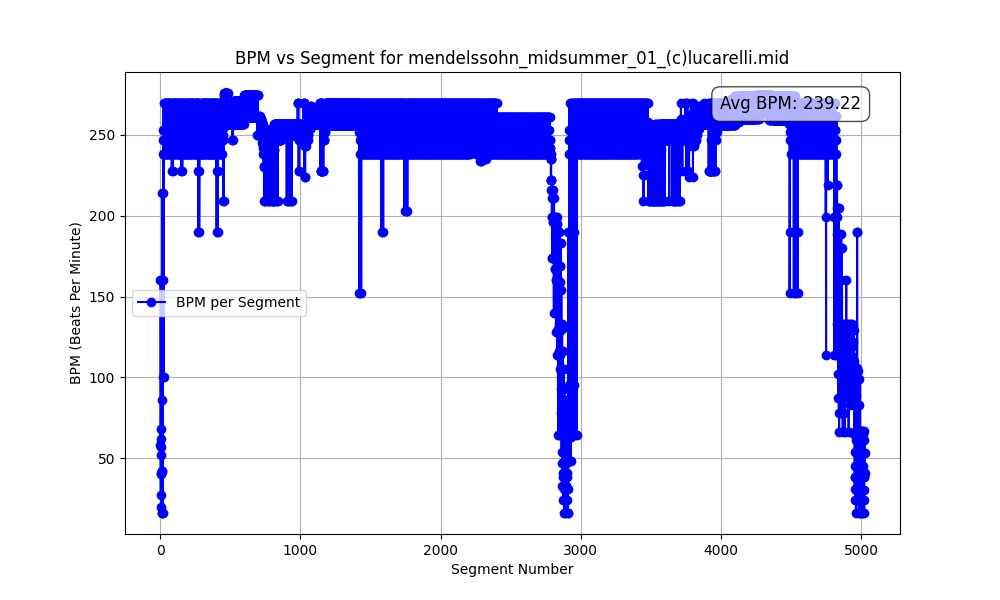 BPM vs Segment for mendelssohn_midsummer_01_(c)lucarelli.mid
Avg BPM: 239.22
BPM (Beats Per Minute)
250
200
150
100
50
BPM per Segment
0 1000 2000 3000 4000 5000
Segment Number